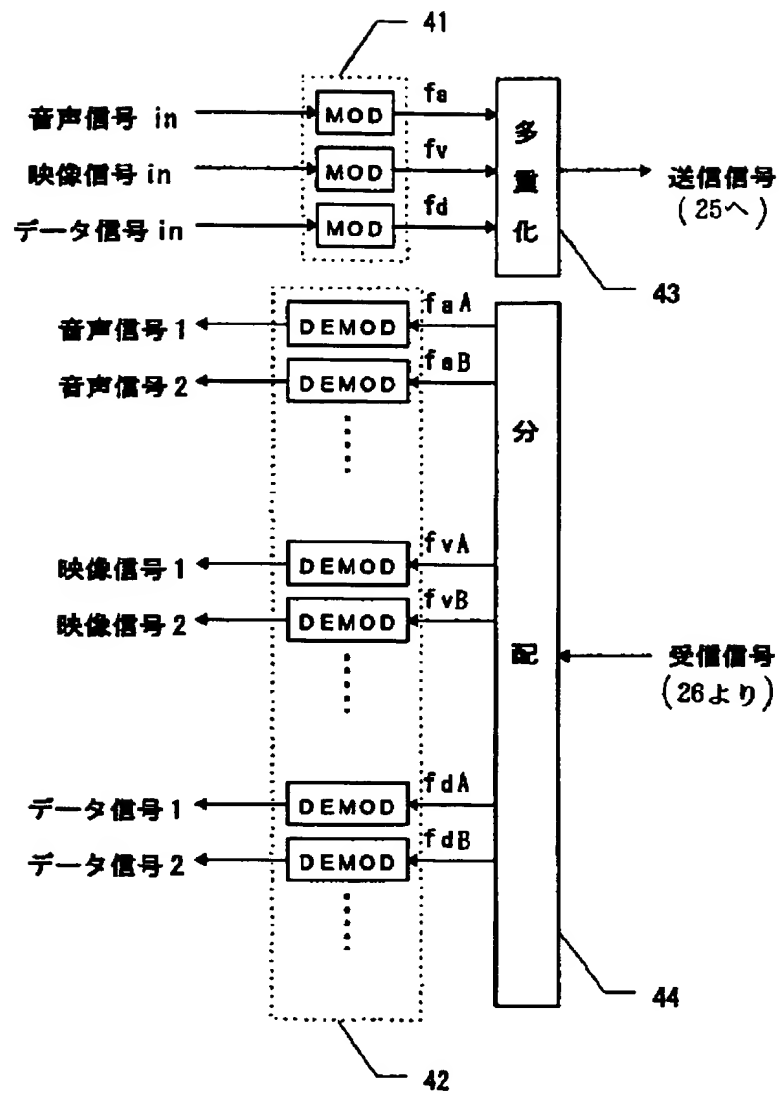 41
音声信号 in
MOD
fa
映像信号 in
MOD
fv
データ信号 in
MOD
fd
多重化
送信信号
(25へ)
43
音声信号 1
DEMOD
faA
音声信号 2
DEMOD
faB
映像信号 1
DEMOD
fvA
映像信号 2
DEMOD
fvB
データ信号 1
DEMOD
fdA
データ信号 2
DEMOD
fdB
分配
受信信号
(26より)
44
42